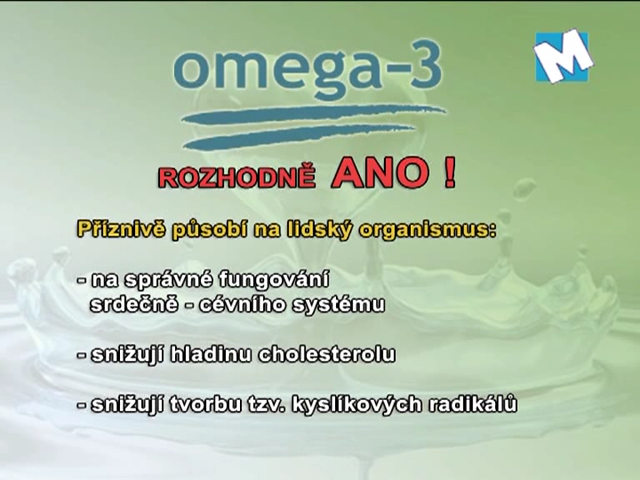 M
omega-3
ROZHODNĚ ANO !
Příznivě působí na lidský organismus:
- na správné fungování
srdečně - cévního systému
- snižují hladinu cholesterolu
- snižují tvorbu tzv. kyslíkových radikálů